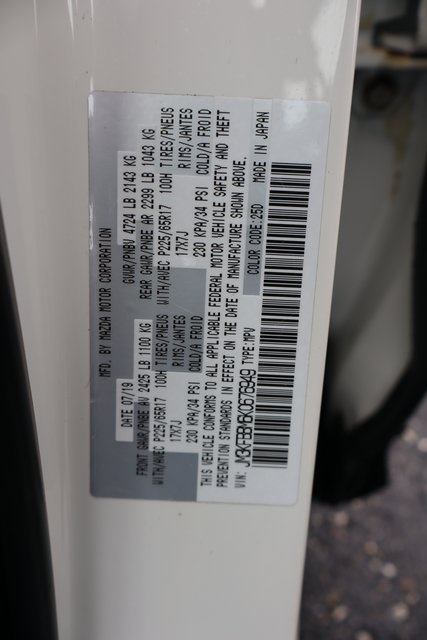 MFD. BY MAZDA MOTOR CORPORATION
DATE 07/19 GVWR/PNBV 4724 LB 2143 KG
FRONT GAWR/PNBE AV 2425 LB 1100 KG REAR GAWR/PNBE AR 2299 LB 1043 KG
WITH/AVEC P225/65R17 100H TIRES/PNEUS WITH/AVEC P225/65R17 100H TIRES/PNEUS
17X7J RIMS/JANTES 17X7J RIMS/JANTES
230 KPA/34 PSI COLD/A FROID 230 KPA/34 PSI COLD/A FROID
THIS VEHICLE CONFORMS TO ALL APPLICABLE FEDERAL MOTOR VEHICLE SAFETY AND THEFT
PREVENTION STANDARDS IN EFFECT ON THE DATE OF MANUFACTURE SHOWN ABOVE.
VIN: TYPE:MPV COLOR CODE:25D MADE IN JAPAN